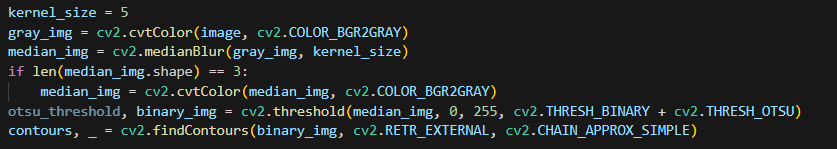 kernel_size = 5
gray_img = cv2.cvtColor(image, cv2.COLOR_BGR2GRAY)
median_img = cv2.medianBlur(gray_img, kernel_size)
if len(median_img.shape) == 3:
    median_img = cv2.cvtColor(median_img, cv2.COLOR_BGR2GRAY)
otsu_threshold, binary_img = cv2.threshold(median_img, 0, 255, cv2.THRESH_BINARY + cv2.THRESH_OTSU)
contours, _ = cv2.findContours(binary_img, cv2.RETR_EXTERNAL, cv2.CHAIN_APPROX_SIMPLE)